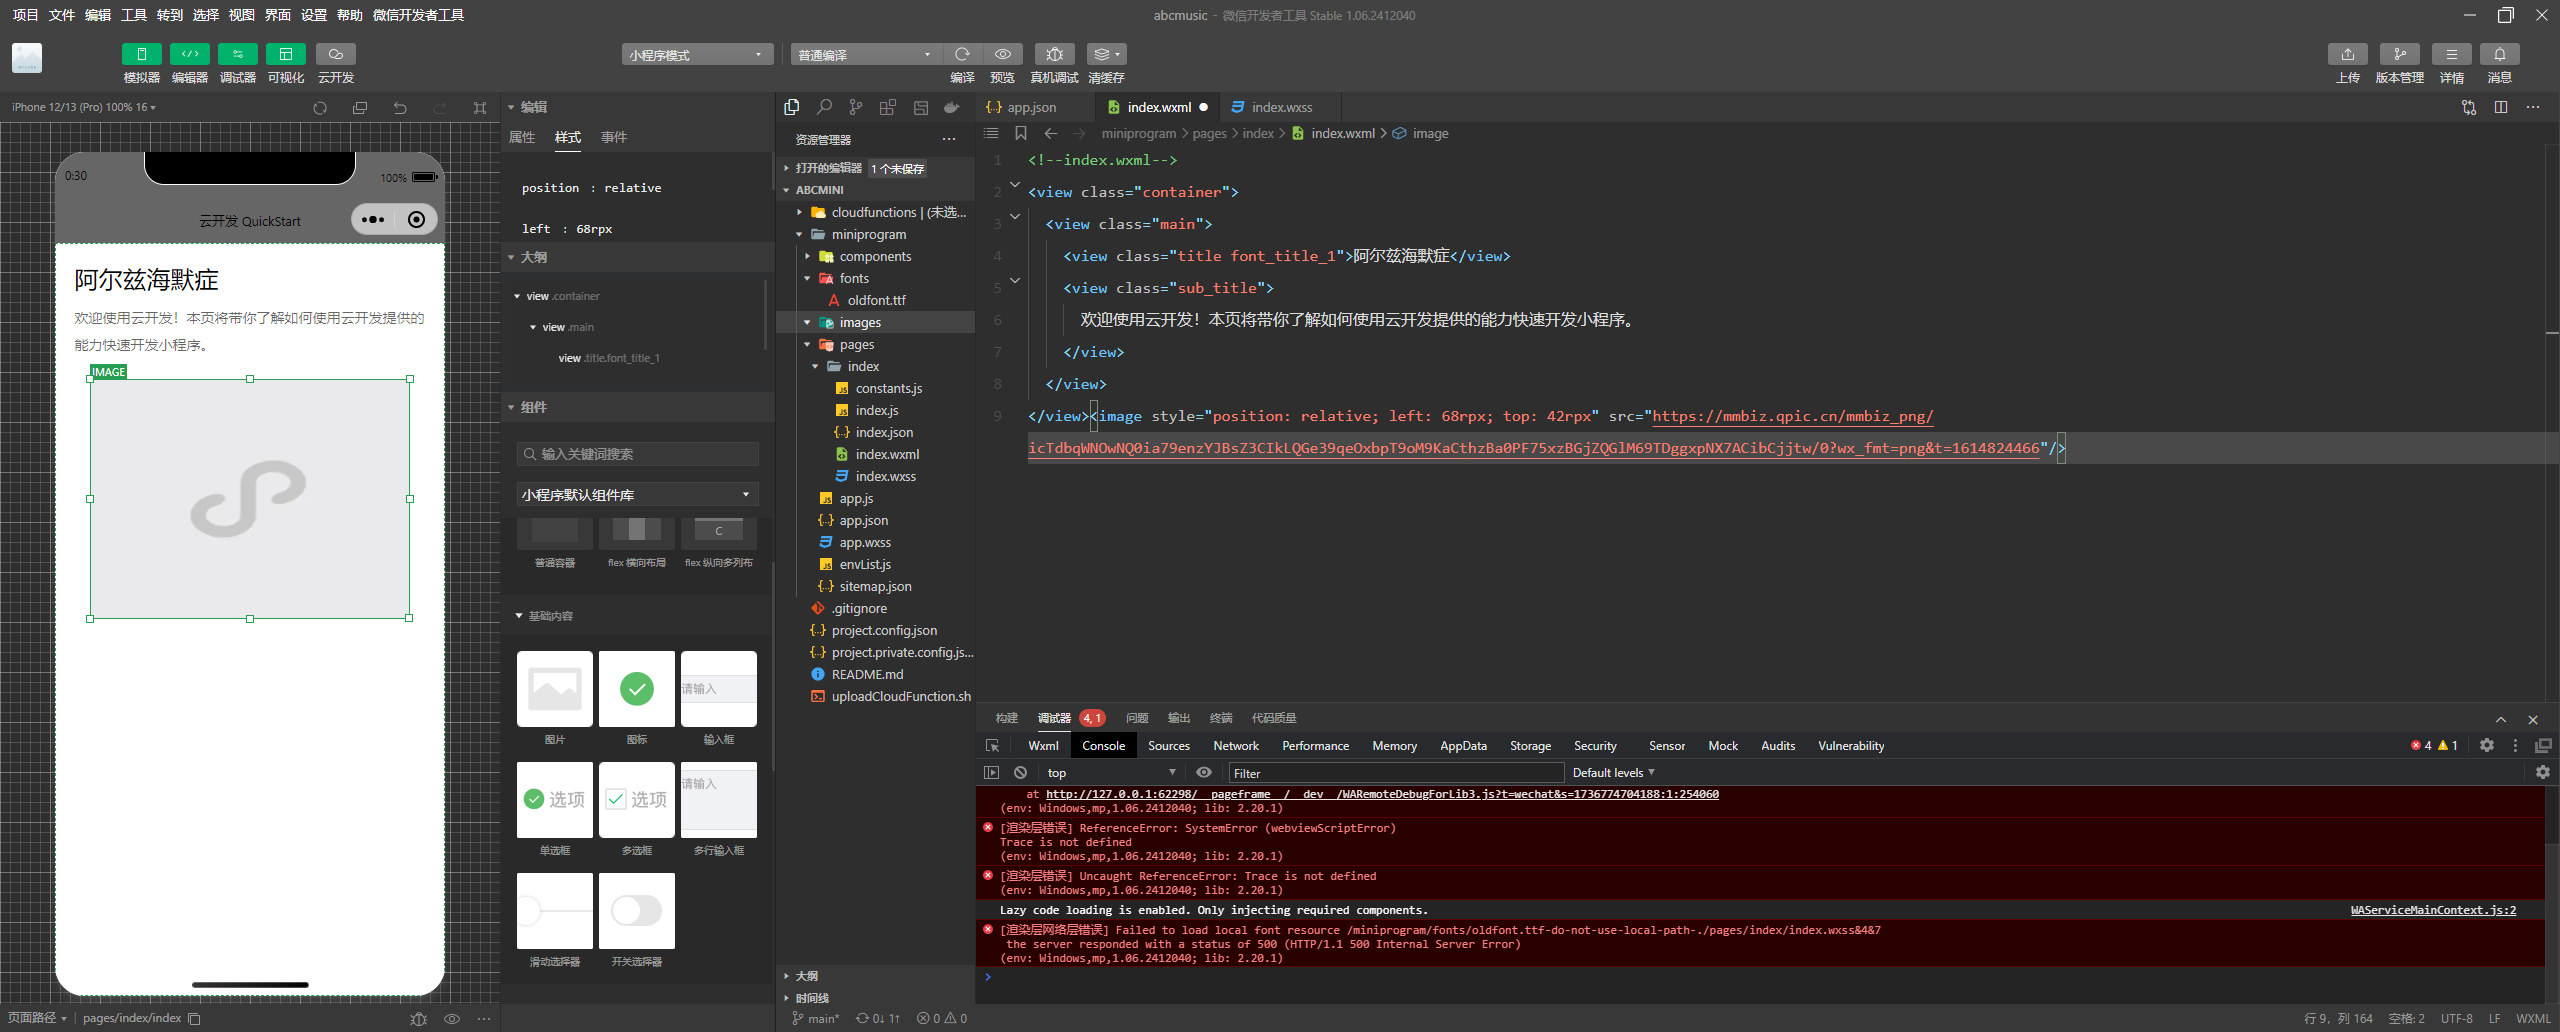 项目 文件 编辑 工具 转到 选择 视图 界面 设置 帮助 微信开发者工具
abcmusic - 微信开发者工具 Stable 1.06.2412040
模拟器 编辑器 调试器 可视化 云开发
小程序模式
普通编译
编译 预览 真机调试 清缓存
上传 版本管理 详情 消息
iPhone 12/13 (Pro) 100% 16
0:30
100%
云开发 QuickStart
阿尔兹海默症
欢迎使用云开发！本页将带你了解如何使用云开发提供的
能力快速开发小程序。
IMAGE
页面路径
pages/index/index
编辑
属性 样式 事件
position : relative
left : 68rpx
大纲
view .container
view .main
view .title.font_title_1
组件
输入关键词搜索
小程序默认组件库
C
普通容器 flex 横向布局 flex 纵向多列布
基础内容
请输入
图片 图标 输入框
选项 选项 请输入
单选框 多选框 多行输入框
滑动选择器 开关选择器
资源管理器
打开的编辑器 1 个未保存
ABCMINI
cloudfunctions | (未选...
miniprogram
components
fonts
oldfont.ttf
images
pages
index
constants.js
index.js
index.json
index.wxml
index.wxss
app.js
app.json
app.wxss
envList.js
sitemap.json
.gitignore
project.config.json
project.private.config.js...
README.md
uploadCloudFunction.sh
大纲
时间线
app.json index.wxml index.wxss
miniprogram > pages > index > index.wxml > image
1 <!--index.wxml-->
2 <view class="container">
3 <view class="main">
4 <view class="title font_title_1">阿尔兹海默症</view>
5 <view class="sub_title">
6 欢迎使用云开发！本页将带你了解如何使用云开发提供的能力快速开发小程序。
7 </view>
8 </view>
9 </view><image style="position: relative; left: 68rpx; top: 42rpx" src="https://mmbiz.qpic.cn/mmbiz_png/
icTdbqWNOwNQ0ia79enzYJBsZ3CIkLQGe39qeOxbpT9oM9KaCthzBa0PF75xzBGjZQGlM69TDggxpNX7ACibCjjtw/0?wx_fmt=png&t=1614824466"/>
构建 调试器 4, 1 问题 输出 终端 代码质量
Wxml Console Sources Network Performance Memory AppData Storage Security Sensor Mock Audits Vulnerability
4 1
top
Filter
Default levels
at http://127.0.0.1:62298/__pageframe__/__dev__/WARemoteDebugForLib3.js?t=wechat&s=1736774704188:1:254060
(env: Windows,mp,1.06.2412040; lib: 2.20.1)
[渲染层错误] ReferenceError: SystemError (webviewScriptError)
Trace is not defined
(env: Windows,mp,1.06.2412040; lib: 2.20.1)
[渲染层错误] Uncaught ReferenceError: Trace is not defined
(env: Windows,mp,1.06.2412040; lib: 2.20.1)
Lazy code loading is enabled. Only injecting required components.
WAServiceMainContext.js:2
[渲染层网络层错误] Failed to load local font resource /miniprogram/fonts/oldfont.ttf-do-not-use-local-path-./pages/index/index.wxss&4&7
the server responded with a status of 500 (HTTP/1.1 500 Internal Server Error)
(env: Windows,mp,1.06.2412040; lib: 2.20.1)
main* 0↓ 1↑ 0 0
行 9，列 164 空格: 2 UTF-8 LF WXML